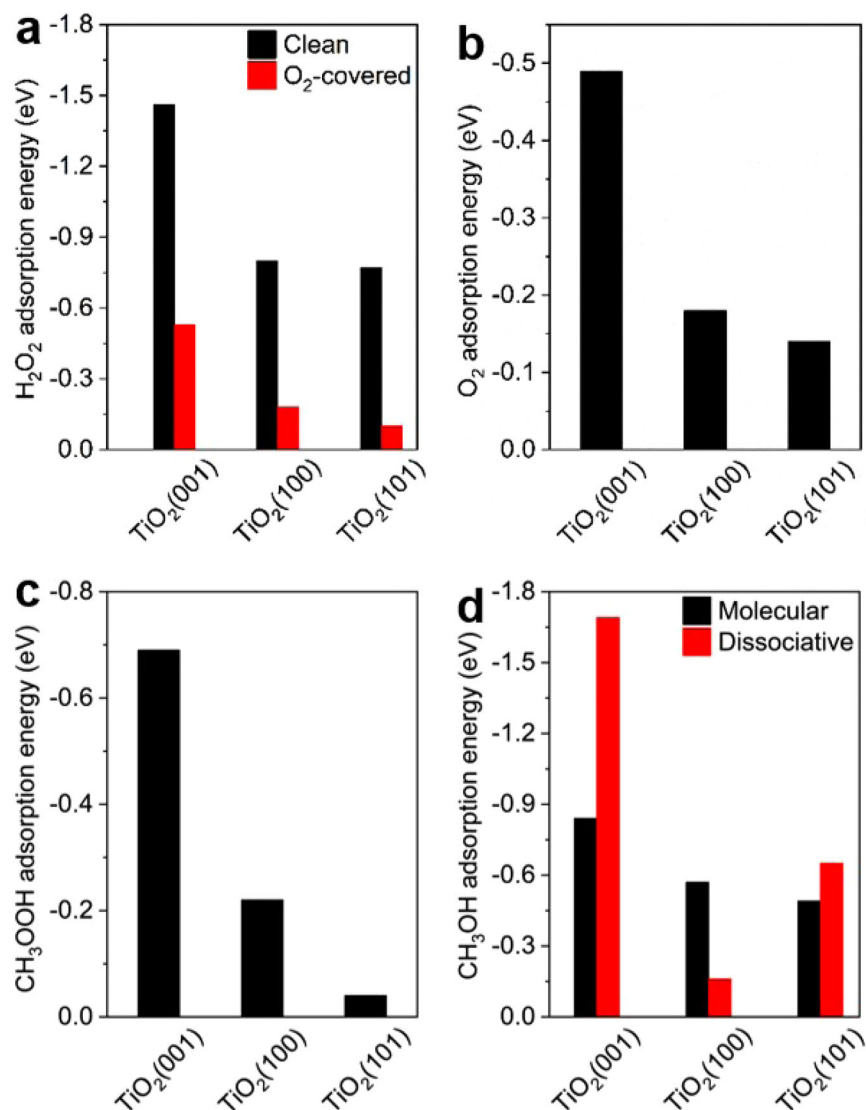 a
H₂O₂ adsorption energy (eV)
-1.8
-1.5
-1.2
-0.9
-0.6
-0.3
0.0
Clean
O₂-covered
TiO₂(001)
TiO₂(100)
TiO₂(101)
b
O₂ adsorption energy (eV)
-0.5
-0.4
-0.3
-0.2
-0.1
0.0
TiO₂(001)
TiO₂(100)
TiO₂(101)
c
CH₃OOH adsorption energy (eV)
-0.8
-0.6
-0.4
-0.2
0.0
TiO₂(001)
TiO₂(100)
TiO₂(101)
d
CH₃OH adsorption energy (eV)
-1.8
-1.5
-1.2
-0.9
-0.6
-0.3
0.0
Molecular
Dissociative
TiO₂(001)
TiO₂(100)
TiO₂(101)